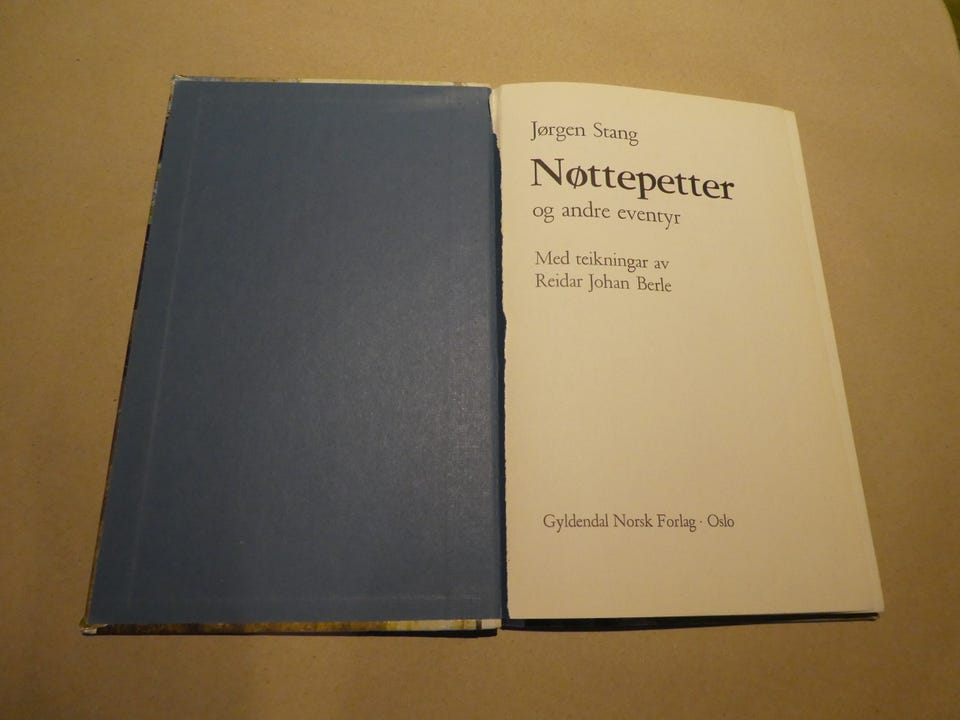 Jørgen Stang
Nøttepetter
og andre eventyr
Med teikningar av
Reidar Johan Berle
Gyldendal Norsk Forlag · Oslo